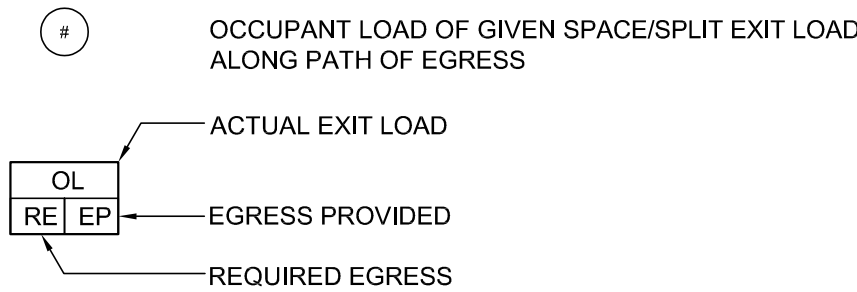 #
OCCUPANT LOAD OF GIVEN SPACE/SPLIT EXIT LOAD
ALONG PATH OF EGRESS
ACTUAL EXIT LOAD
OL
RE EP
EGRESS PROVIDED
REQUIRED EGRESS